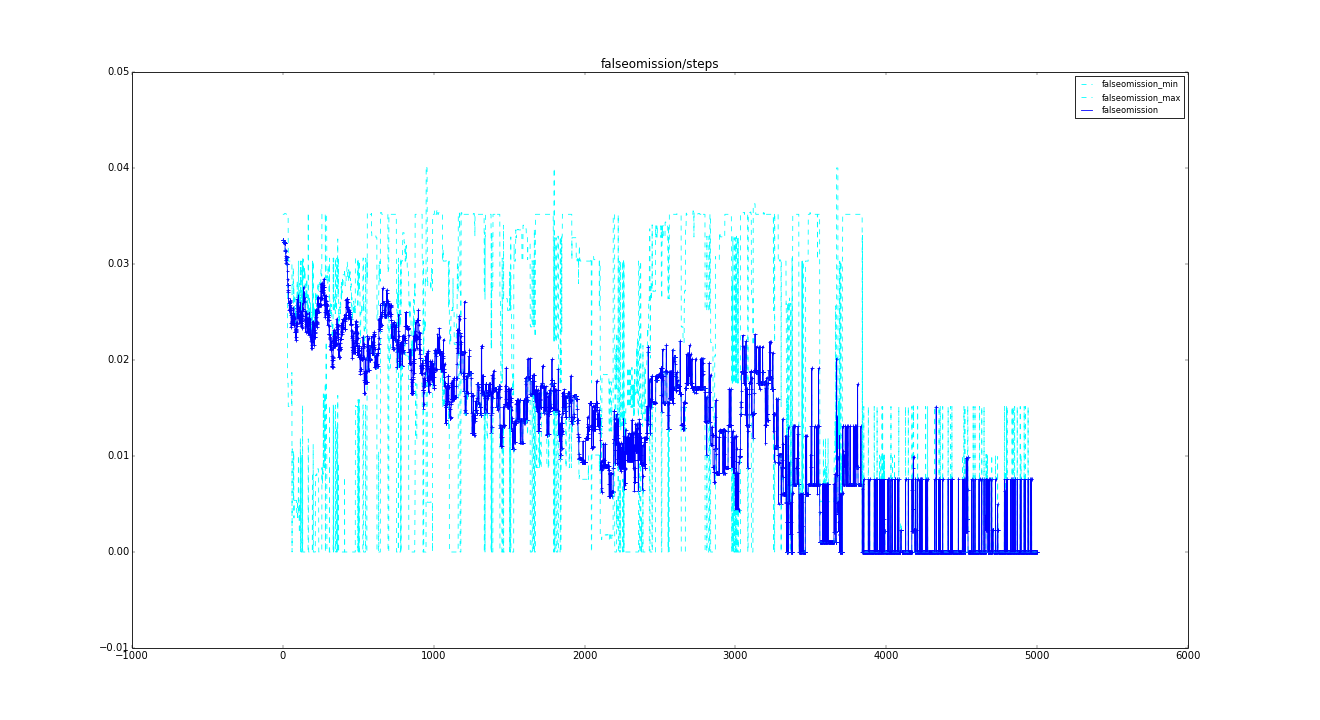 falseomission/steps
0.05
0.04
0.03
0.02
0.01
0.00
−0.01
−1000 0 1000 2000 3000 4000 5000 6000
falseomission_min
falseomission_max
falseomission